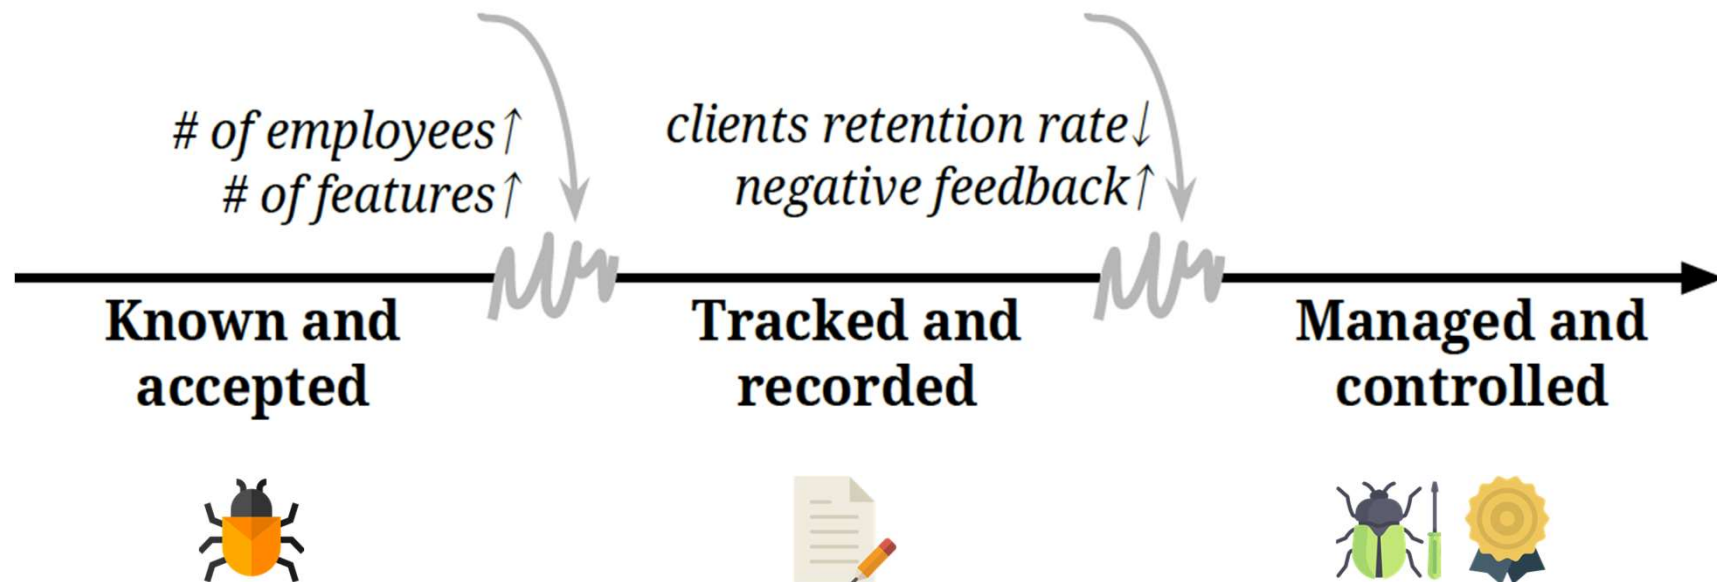 # of employees↑
# of features↑
clients retention rate↓
negative feedback↑
Known and
accepted
Tracked and
recorded
Managed and
controlled